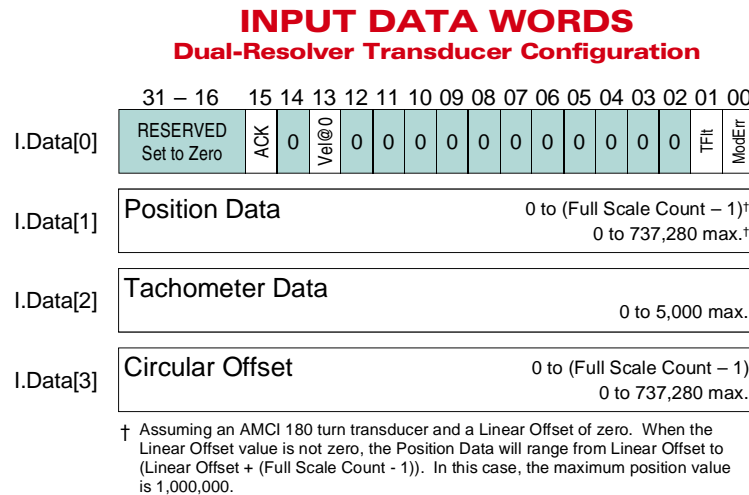 INPUT DATA WORDS
Dual-Resolver Transducer Configuration
31 – 16 15 14 13 12 11 10 09 08 07 06 05 04 03 02 01 00
I.Data[0] RESERVED Set to Zero ACK 0 Vel@0 0 0 0 0 0 0 0 0 0 0 0 TFlt ModErr
I.Data[1] Position Data 0 to (Full Scale Count – 1)†
0 to 737,280 max.†
I.Data[2] Tachometer Data
0 to 5,000 max.
I.Data[3] Circular Offset 0 to (Full Scale Count – 1)
0 to 737,280 max.
† Assuming an AMCI 180 turn transducer and a Linear Offset of zero. When the
Linear Offset value is not zero, the Position Data will range from Linear Offset to
(Linear Offset + (Full Scale Count - 1)). In this case, the maximum position value
is 1,000,000.